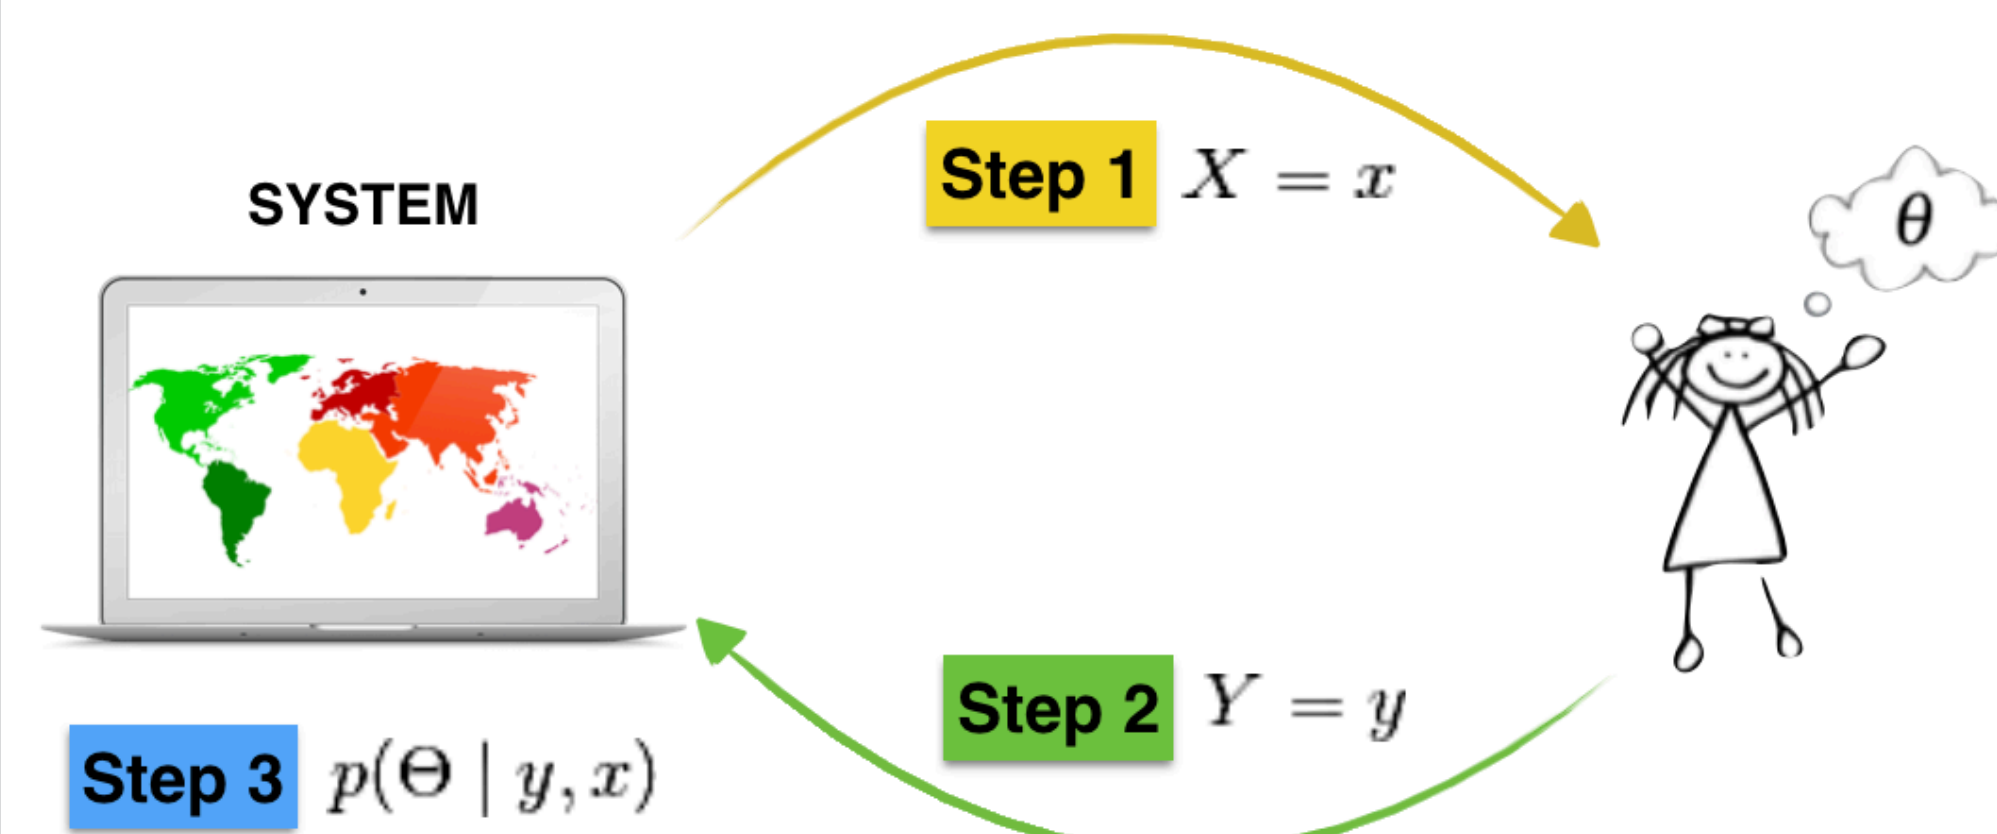 SYSTEM
Step 1 X = x
θ
Step 2 Y = y
Step 3 p(Θ | y, x)